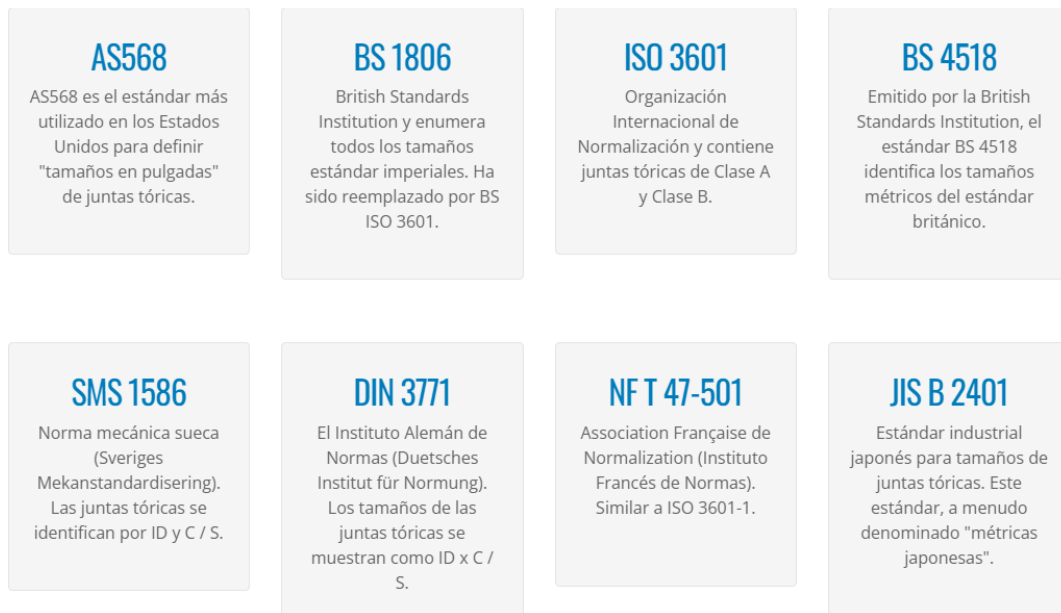 AS568
AS568 es el estándar más
utilizado en los Estados
Unidos para definir
"tamaños en pulgadas"
de juntas tóricas.
BS 1806
British Standards
Institution y enumera
todos los tamaños
estándar imperiales. Ha
sido reemplazado por BS
ISO 3601.
ISO 3601
Organización
Internacional de
Normalización y contiene
juntas tóricas de Clase A
y Clase B.
BS 4518
Emitido por la British
Standards Institution, el
estándar BS 4518
identifica los tamaños
métricos del estándar
británico.
SMS 1586
Norma mecánica sueca
(Sveriges
Mekanstandardisering).
Las juntas tóricas se
identifican por ID y C / S.
DIN 3771
El Instituto Alemán de
Normas (Duetsches
Institut für Normung).
Los tamaños de las
juntas tóricas se
muestran como ID x C /
S.
NF T 47-501
Association Française de
Normalization (Instituto
Francés de Normas).
Similar a ISO 3601-1.
JIS B 2401
Estándar industrial
japonés para tamaños de
juntas tóricas. Este
estándar, a menudo
denominado "métricas
japonesas".